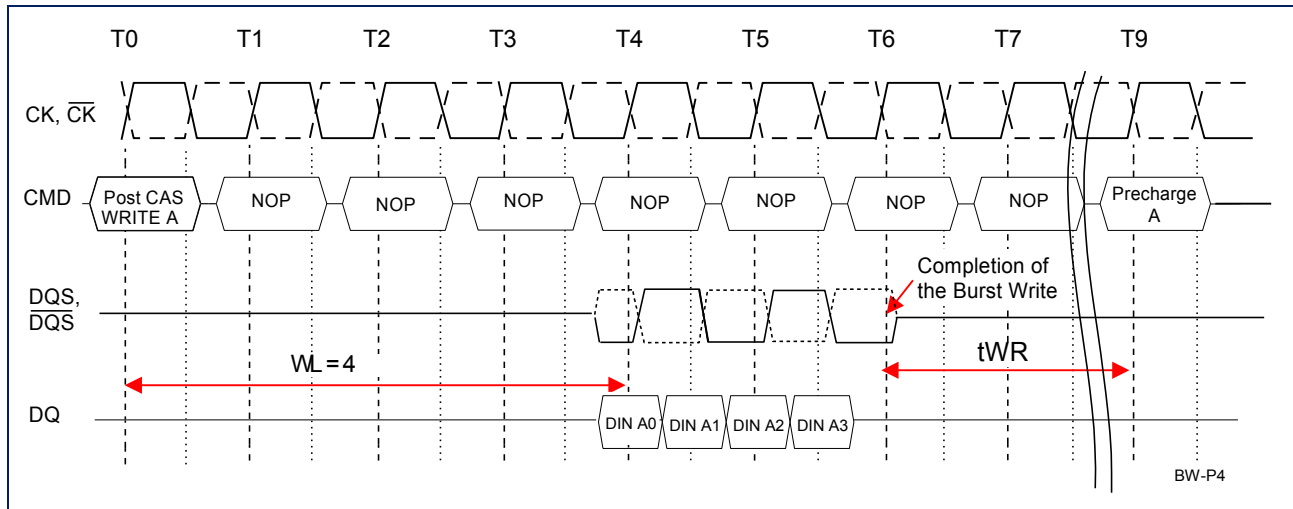 T0 T1 T2 T3 T4 T5 T6 T7 T9
CK, CK
CMD
Post CAS
WRITE A
NOP
NOP
NOP
NOP
NOP
NOP
NOP
Precharge
A
DQS,
DQS
Completion of
the Burst Write
WL = 4
tWR
DQ
DIN A0
DIN A1
DIN A2
DIN A3
BW-P4